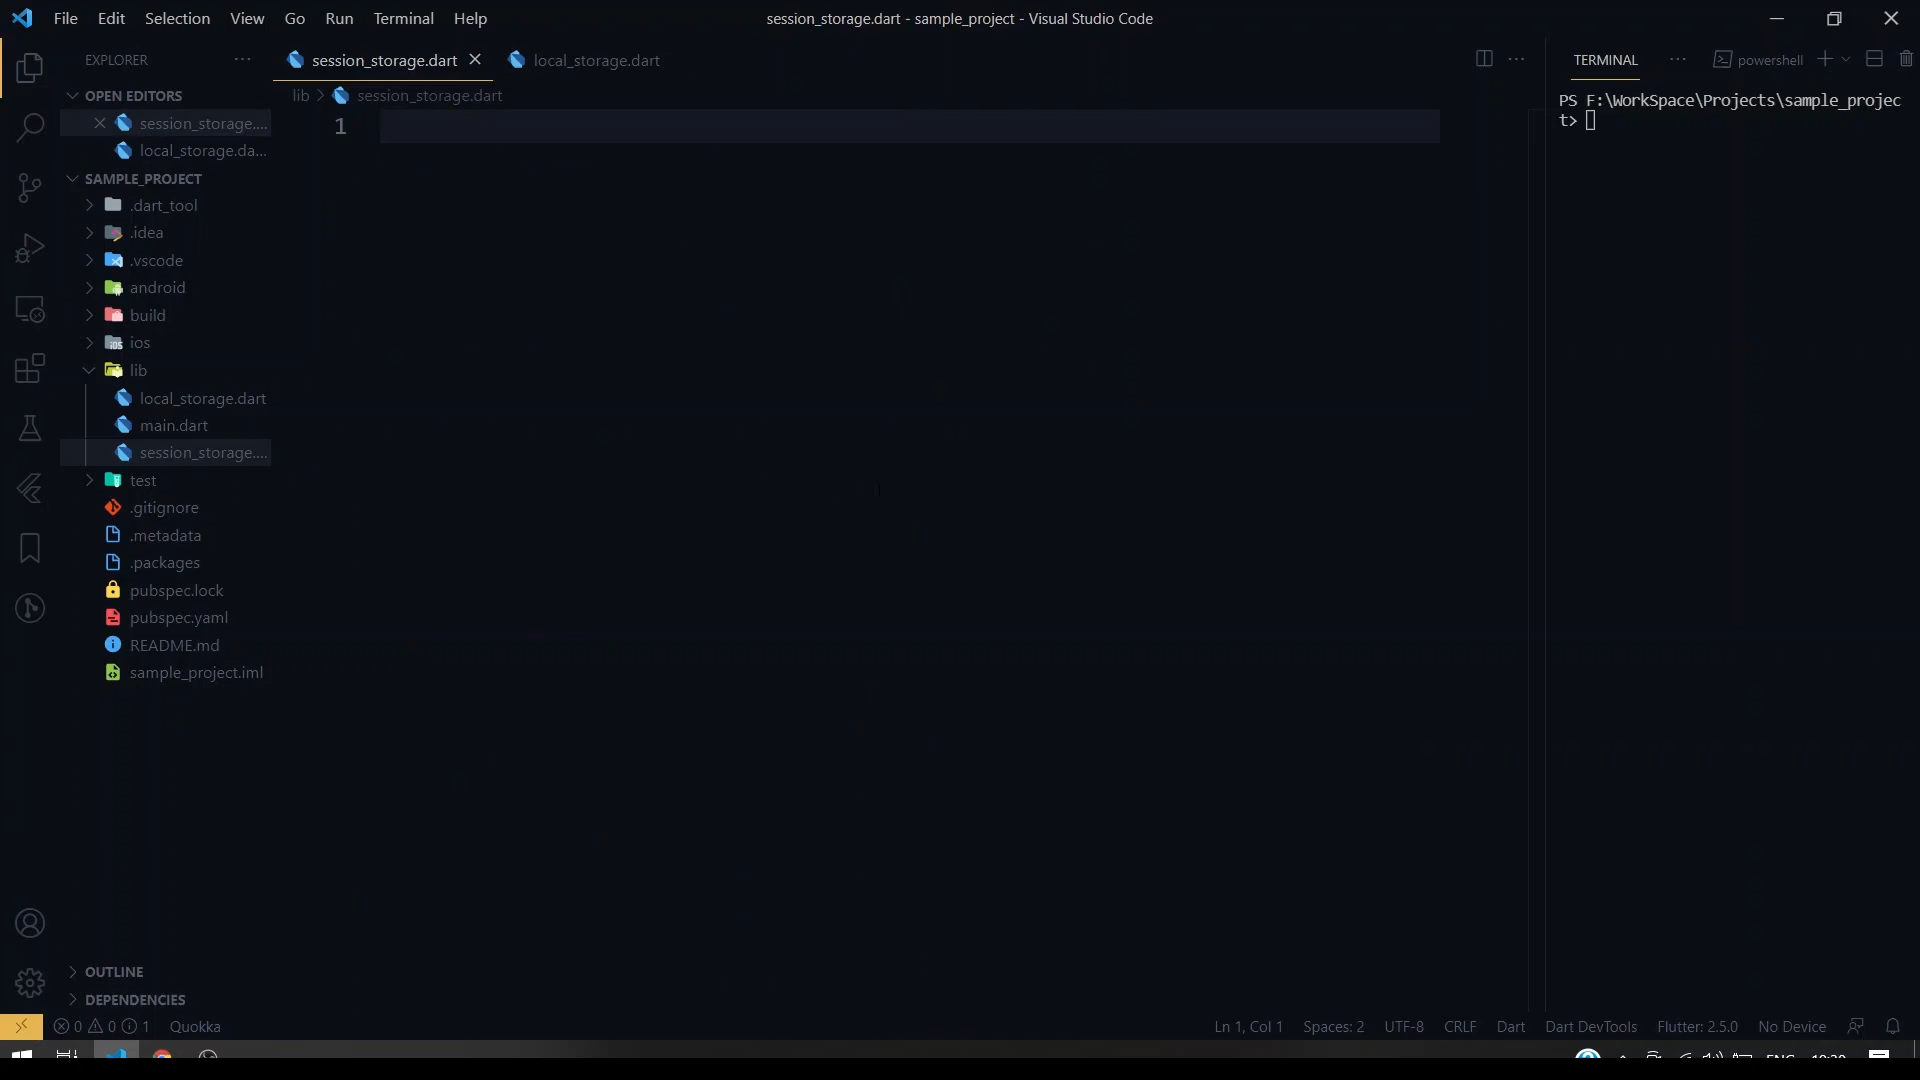 File Edit Selection View Go Run Terminal Help
session_storage.dart - sample_project - Visual Studio Code
EXPLORER
session_storage.dart
local_storage.dart
TERMINAL
powershell
OPEN EDITORS
lib > session_storage.dart
PS F:\WorkSpace\Projects\sample_projec
t>
session_storage....
1
local_storage.da...
SAMPLE_PROJECT
.dart_tool
.idea
.vscode
android
build
ios
lib
local_storage.dart
main.dart
session_storage....
test
.gitignore
.metadata
.packages
pubspec.lock
pubspec.yaml
README.md
sample_project.iml
OUTLINE
DEPENDENCIES
0 0 1 Quokka
Ln 1, Col 1 Spaces: 2 UTF-8 CRLF Dart Dart DevTools Flutter: 2.5.0 No Device